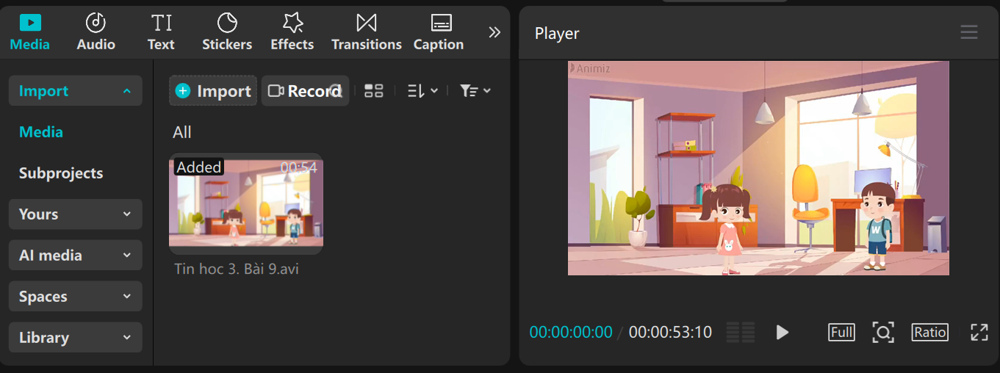 Media Audio Text Stickers Effects Transitions Caption
TI
Import
Media
Subprojects
Yours
AI media
Spaces
Library
Import Record
All
Added 00:54
Tin hoc 3. Bài 9.avi
Player
Animiz
W
00:00:00:00 / 00:00:53:10 Full Ratio